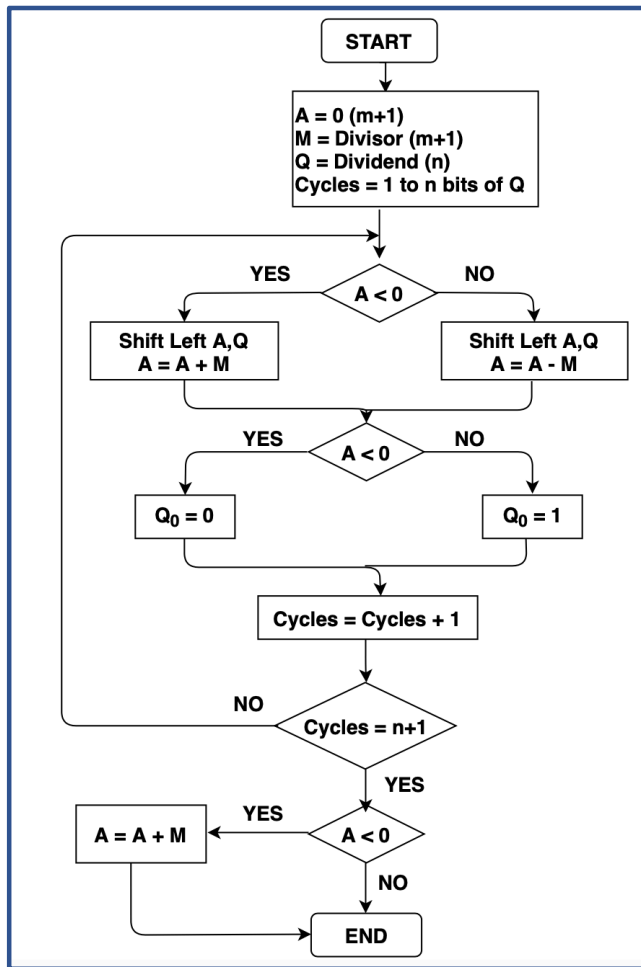 START
A = 0 (m+1)
M = Divisor (m+1)
Q = Dividend (n)
Cycles = 1 to n bits of Q
YES
A < 0
NO
Shift Left A,Q
A = A + M
Shift Left A,Q
A = A - M
YES
A < 0
NO
Q₀ = 0
Q₀ = 1
Cycles = Cycles + 1
NO
Cycles = n+1
YES
YES
A < 0
A = A + M
NO
END